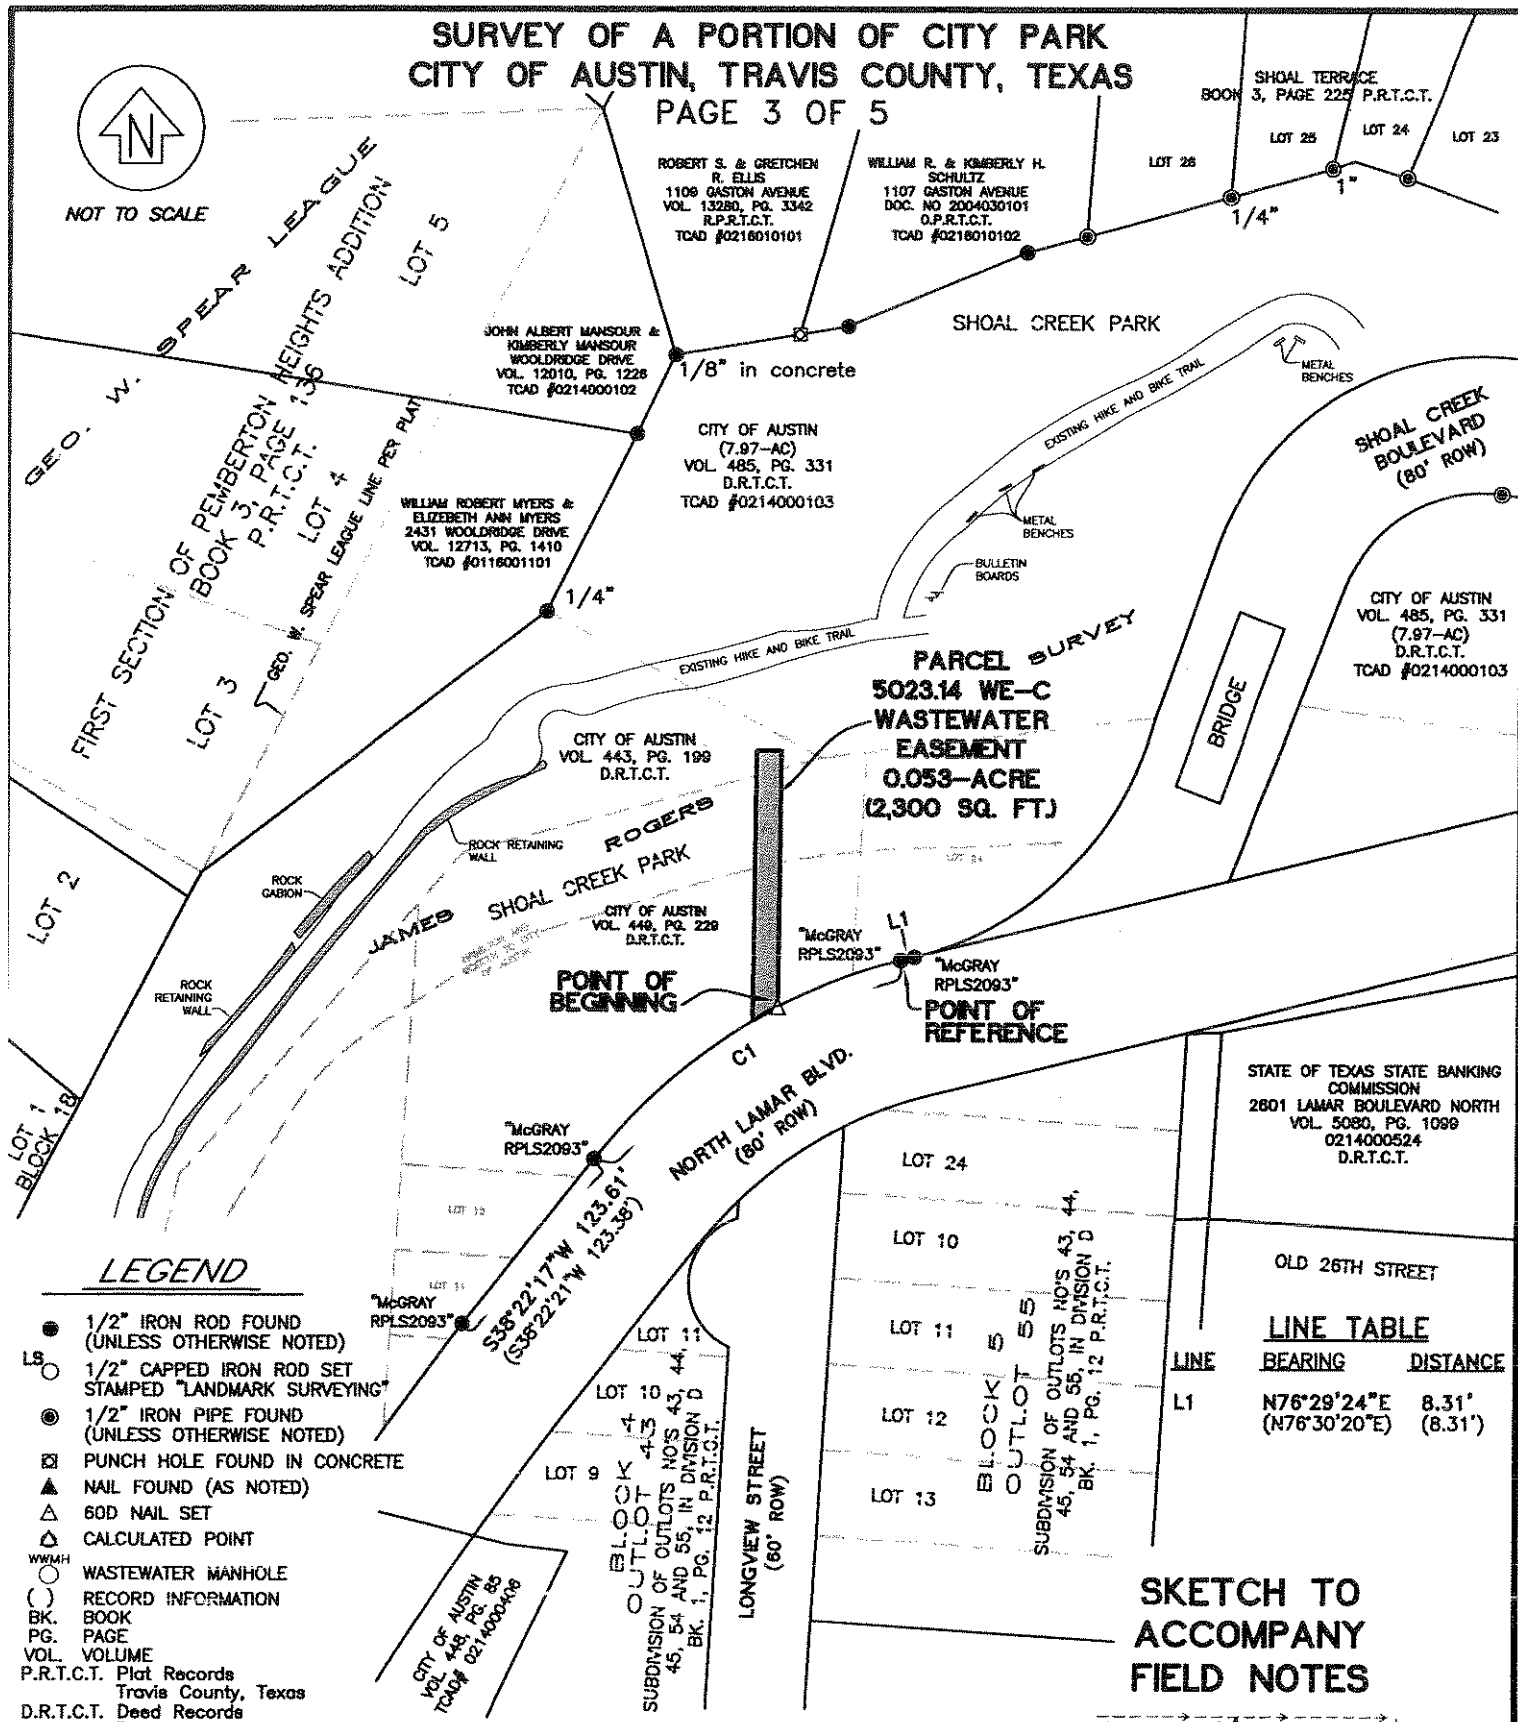 SURVEY OF A PORTION OF CITY PARK
CITY OF AUSTIN, TRAVIS COUNTY, TEXAS
PAGE 3 OF 5
N
NOT TO SCALE
SHOAL TERRACE
BOOK 3, PAGE 225 P.R.T.C.T.
LOT 26
LOT 25
LOT 24
LOT 23
1/4"
1"
ROBERT S. & GRETCHEN
R. ELLIS
1109 GASTON AVENUE
VOL. 13280, PG. 3342
R.P.R.T.C.T.
TCAD #0216010101
WILLIAM R. & KIMBERLY H.
SCHULTZ
1107 GASTON AVENUE
DOC. NO 2004030101
O.P.R.T.C.T.
TCAD #0216010102
GEO. W. SPEAR LEAGUE
FIRST SECTION OF PEMBERTON HEIGHTS ADDITION
BOOK 3, PAGE 136
P.R.T.C.T.
LOT 5
LOT 4
LOT 3
GEO. W. SPEAR LEAGUE LINE PER PLAT
JOHN ALBERT MANSOUR &
KIMBERLY MANSOUR
WOOLDRIDGE DRIVE
VOL. 12010, PG. 1226
TCAD #0214000102
1/8" in concrete
SHOAL CREEK PARK
CITY OF AUSTIN
(7.97-AC)
VOL. 485, PG. 331
D.R.T.C.T.
TCAD #0214000103
EXISTING HIKE AND BIKE TRAIL
METAL
BENCHES
SHOAL CREEK
BOULEVARD
(80' ROW)
WILLIAM ROBERT MYERS &
ELIZEBETH ANN MYERS
2431 WOOLDRIDGE DRIVE
VOL. 12713, PG. 1410
TCAD #0116001101
1/4"
METAL
BENCHES
BULLETIN
BOARDS
CITY OF AUSTIN
VOL. 485, PG. 331
(7.97-AC)
D.R.T.C.T.
TCAD #0214000103
EXISTING HIKE AND BIKE TRAIL
SURVEY
PARCEL
5023.14 WE-C
WASTEWATER
EASEMENT
0.053-ACRE
(2,300 SQ. FT.)
BRIDGE
CITY OF AUSTIN
VOL. 443, PG. 199
D.R.T.C.T.
ROCK RETAINING
WALL
ROGERS
JAMES
SHOAL CREEK PARK
LOT 24
ROCK
GABION
LOT 2
CITY OF AUSTIN
VOL. 449, PG. 229
D.R.T.C.T.
"McGRAY
RPLS2093"
L1
"McGRAY
RPLS2093"
POINT OF
BEGINNING
POINT OF
REFERENCE
ROCK
RETAINING
WALL
C1
NORTH LAMAR BLVD.
(80' ROW)
STATE OF TEXAS STATE BANKING
COMMISSION
2601 LAMAR BOULEVARD NORTH
VOL. 5080, PG. 1099
0214000524
D.R.T.C.T.
LOT 1
BLOCK 18
"McGRAY
RPLS2093"
S38°22'17"W 123.61'
(S38°22'21"W 123.38')
"McGRAY
RPLS2093"
LOT 24
LOT 10
LOT 11
LOT 12
LOT 13
BLOCK 5
OUTLOT 55
SUBDIVISION OF OUTLOTS NO'S 43, 44,
45, 54 AND 55, IN DIVISION D
BK. 1, PG. 12 P.R.T.C.T.
OLD 26TH STREET
LOT 11
LOT 10
LOT 9
BLOCK 4
OUTLOT 43
SUBDIVISION OF OUTLOTS NO'S 43, 44,
45, 54 AND 55, IN DIVISION D
BK. 1, PG. 12 P.R.T.C.T.
LONGVIEW STREET
(60' ROW)
CITY OF AUSTIN
VOL. 448, PG. 85
TCAD# 0214000406
LINE TABLE
LINE BEARING DISTANCE
L1 N76°29'24"E 8.31'
(N76°30'20"E) (8.31')
LEGEND
1/2" IRON ROD FOUND
(UNLESS OTHERWISE NOTED)
LS 1/2" CAPPED IRON ROD SET
STAMPED "LANDMARK SURVEYING"
1/2" IRON PIPE FOUND
(UNLESS OTHERWISE NOTED)
PUNCH HOLE FOUND IN CONCRETE
NAIL FOUND (AS NOTED)
60D NAIL SET
CALCULATED POINT
WWMH WASTEWATER MANHOLE
( ) RECORD INFORMATION
BK. BOOK
PG. PAGE
VOL. VOLUME
P.R.T.C.T. Plat Records
Travis County, Texas
D.R.T.C.T. Deed Records
SKETCH TO
ACCOMPANY
FIELD NOTES